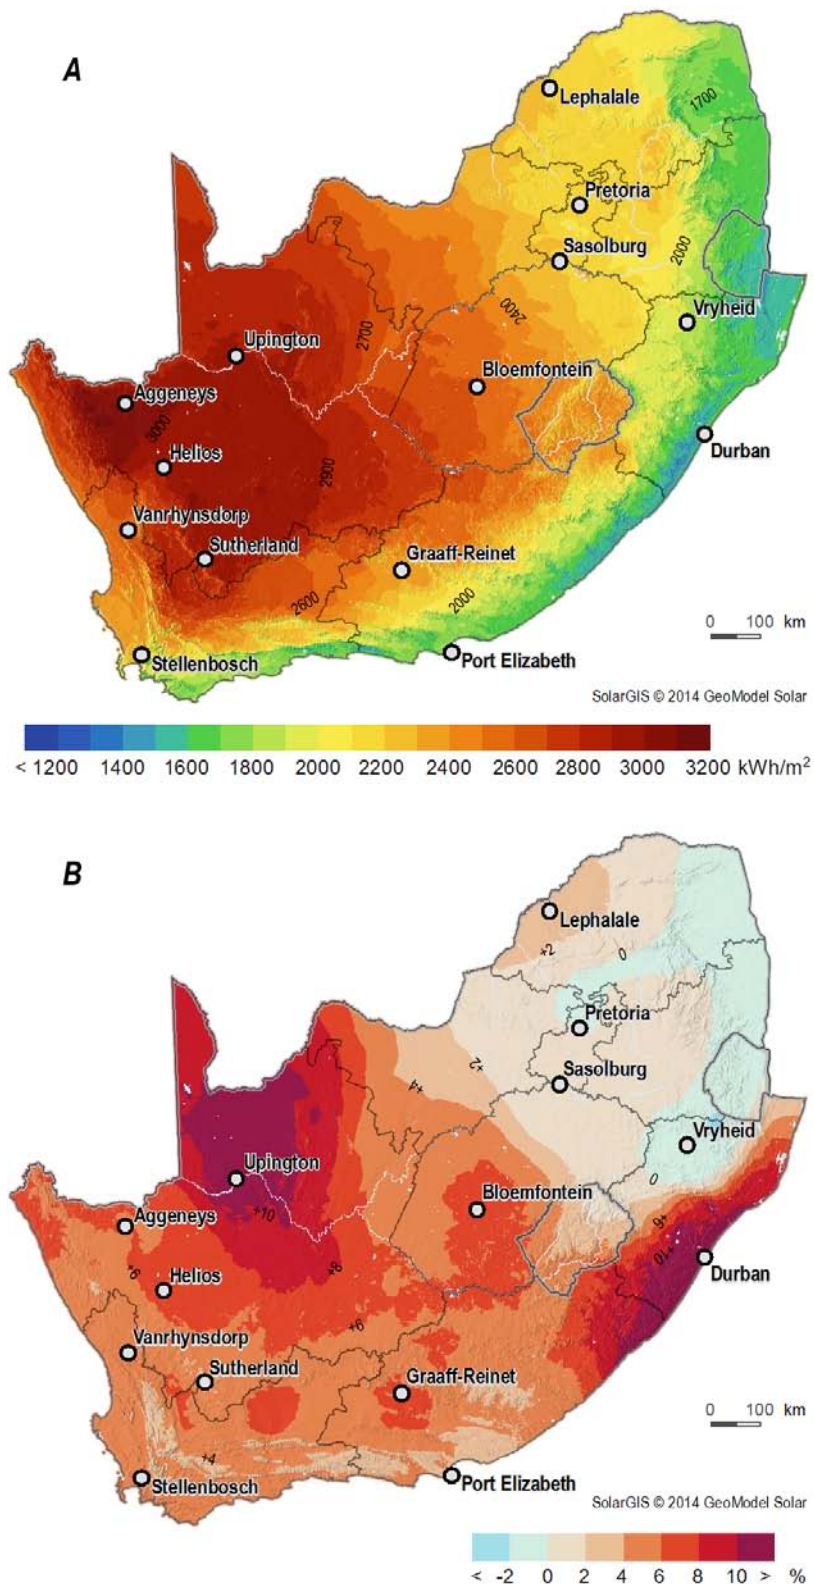 A
Lephalale
1700
Pretoria
Sasolburg
2000
2400
Vryheid
Upington
2700
Bloemfontein
Aggeneys
3000
Durban
Helios
2900
Vanrhynsdorp
Sutherland
Graaff-Reinet
2600
2000
0 100 km
Stellenbosch
Port Elizabeth
SolarGIS © 2014 GeoModel Solar
< 1200 1400 1600 1800 2000 2200 2400 2600 2800 3000 3200 kWh/m²
B
Lephalale
+2
0
Pretoria
+2
Sasolburg
+4
Vryheid
Upington
0
Bloemfontein
+10
+6
Aggeneys
+10
Durban
+6
+8
Helios
+6
Vanrhynsdorp
Sutherland
Graaff-Reinet
0 100 km
+4
Stellenbosch
Port Elizabeth
SolarGIS © 2014 GeoModel Solar
< -2 0 2 4 6 8 10 > %